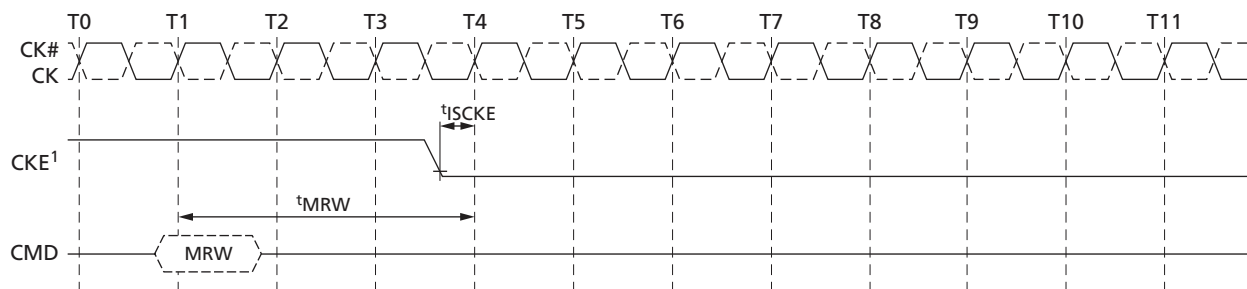 T0 T1 T2 T3 T4 T5 T6 T7 T8 T9 T10 T11
CK#
CK
tISCKE
CKE1
tMRW
CMD MRW